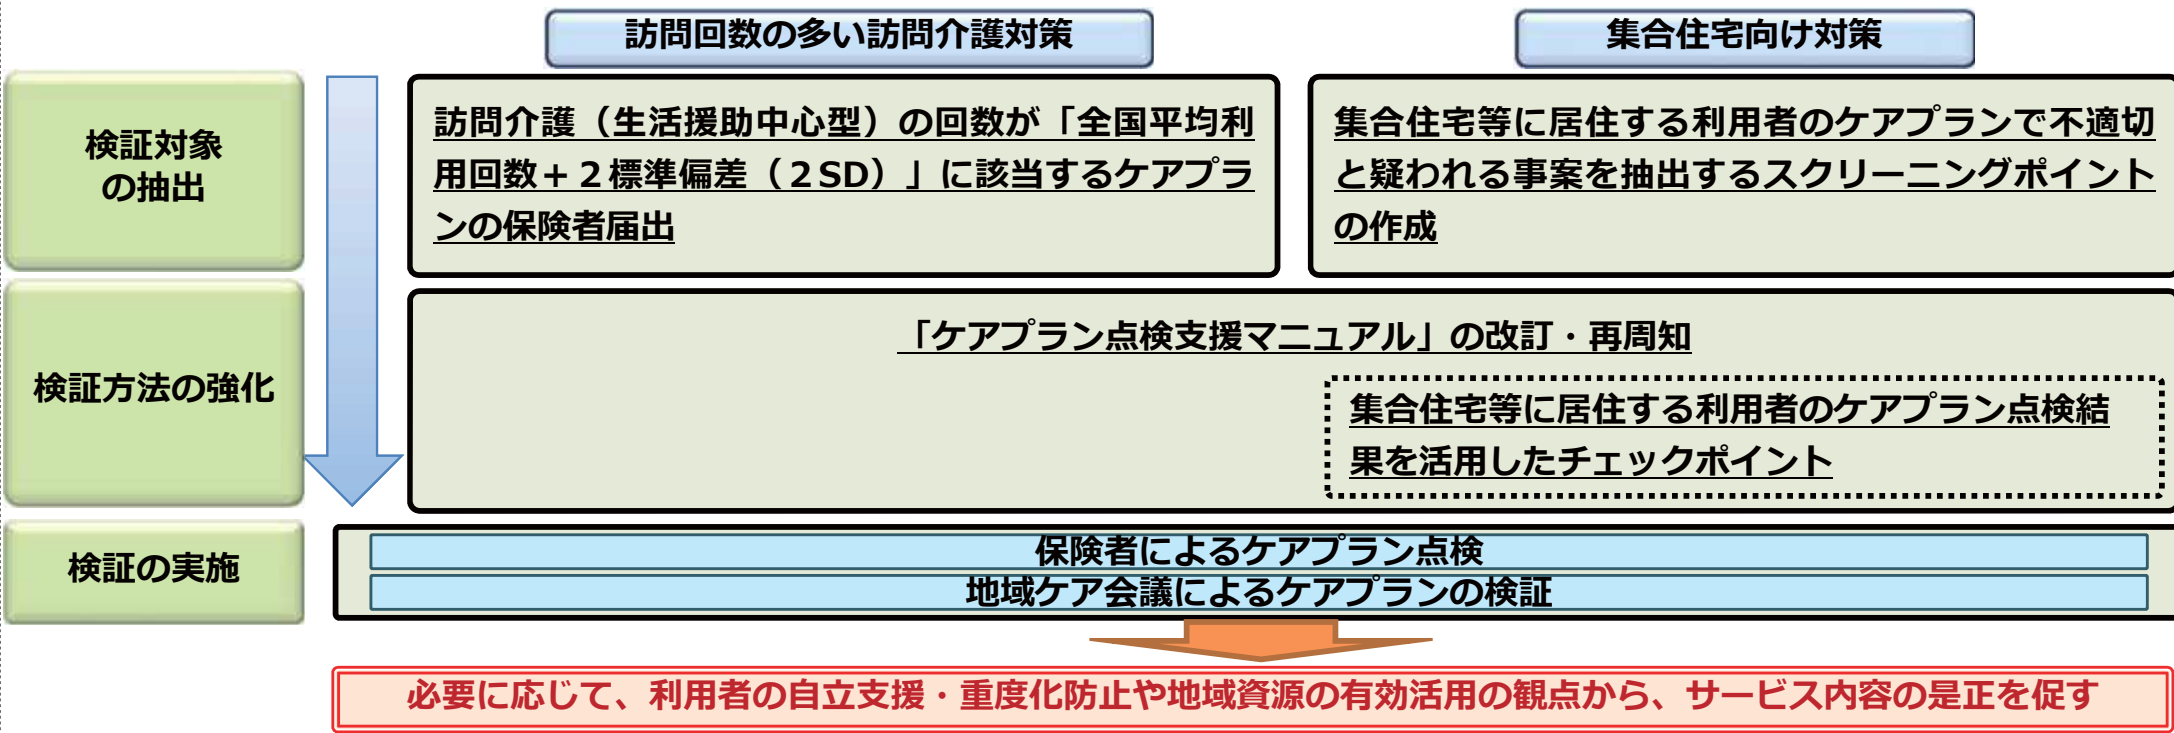 訪問回数の多い訪問介護対策
集合住宅向け対策
検証対象
の抽出
訪問介護（生活援助中心型）の回数が「全国平均利
用回数＋２標準偏差（２SD）」に該当するケアプラ
ンの保険者届出
集合住宅等に居住する利用者のケアプランで不適切
と疑われる事案を抽出するスクリーニングポイント
の作成
検証方法の強化
「ケアプラン点検支援マニュアル」の改訂・再周知
集合住宅等に居住する利用者のケアプラン点検結
果を活用したチェックポイント
検証の実施
保険者によるケアプラン点検
地域ケア会議によるケアプランの検証
必要に応じて、利用者の自立支援・重度化防止や地域資源の有効活用の観点から、サービス内容の是正を促す